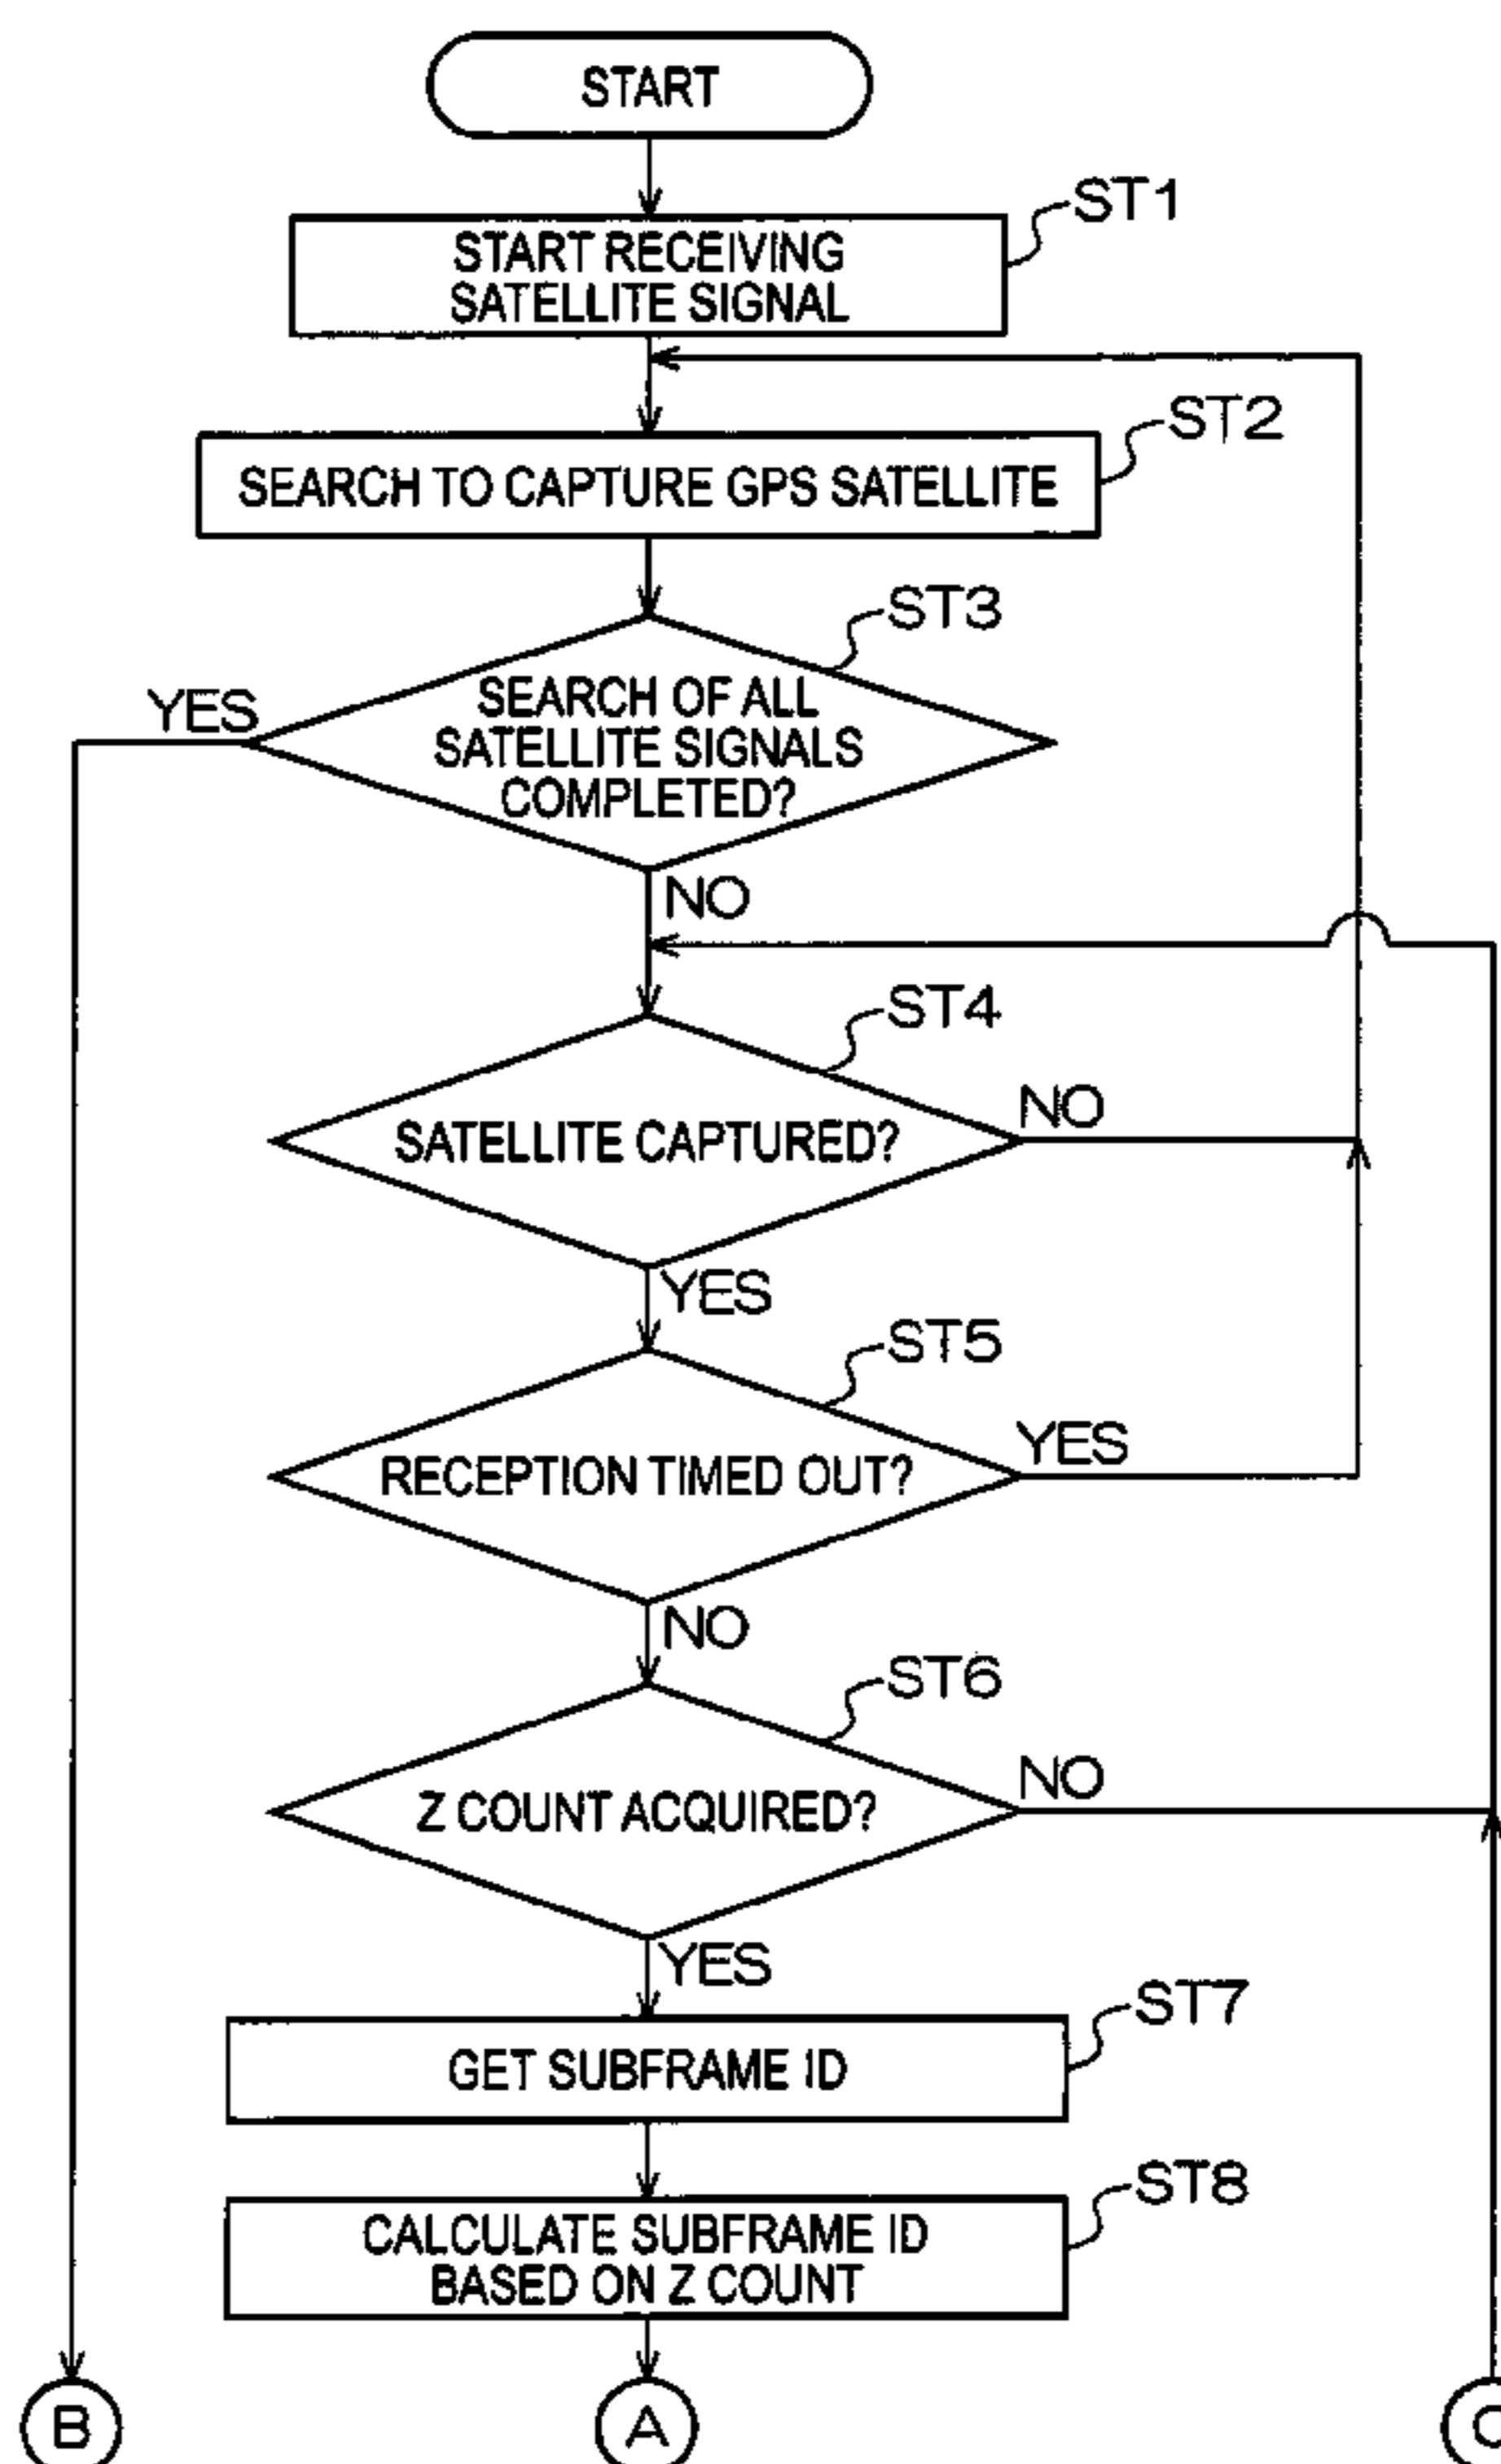 START
ST1
START RECEIVING
SATELLITE SIGNAL
ST2
SEARCH TO CAPTURE GPS SATELLITE
ST3
YES
SEARCH OF ALL
SATELLITE SIGNALS
COMPLETED?
NO
ST4
NO
SATELLITE CAPTURED?
YES
ST5
YES
RECEPTION TIMED OUT?
NO
ST6
NO
Z COUNT ACQUIRED?
YES
ST7
GET SUBFRAME ID
ST8
CALCULATE SUBFRAME ID
BASED ON Z COUNT
B
A